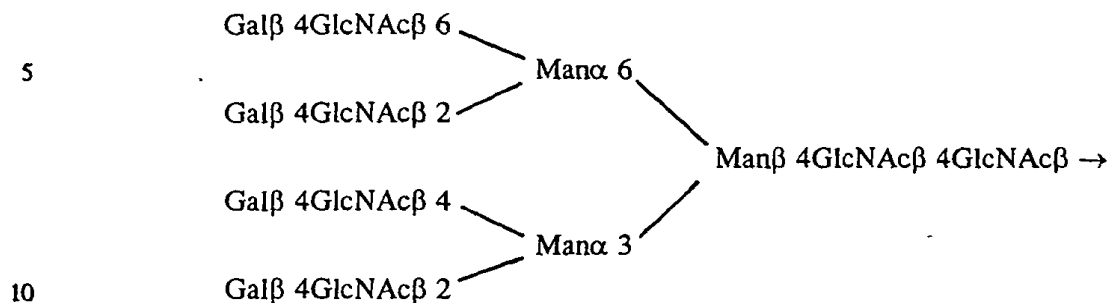 Galβ 4GlcNAcβ 6
5 Manα 6
Galβ 4GlcNAcβ 2
Manβ 4GlcNAcβ 4GlcNAcβ →
Galβ 4GlcNAcβ 4
Manα 3
10 Galβ 4GlcNAcβ 2